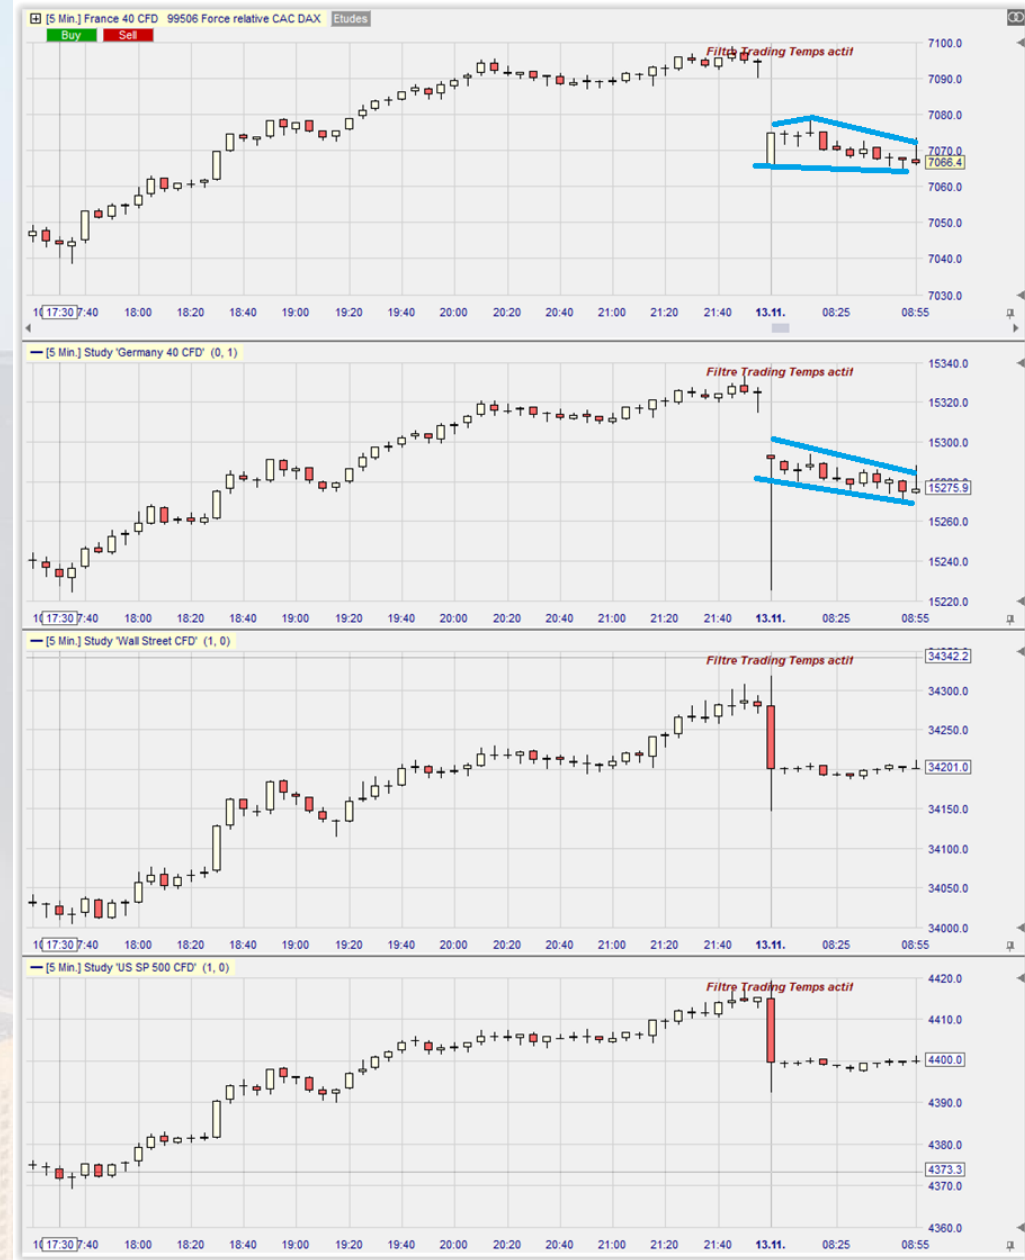 [5 Min.] France 40 CFD 99506 Force relative CAC DAX Etudes
Buy Sell
Filtre Trading Temps actif
7100.0
7090.0
7080.0
7070.0
7066.4
7060.0
7050.0
7040.0
7030.0
17:30 7:40 18:00 18:20 18:40 19:00 19:20 19:40 20:00 20:20 20:40 21:00 21:20 21:40 13.11. 08:25 08:55
[5 Min.] Study 'Germany 40 CFD' (0, 1)
Filtre Trading Temps actif
15340.0
15320.0
15300.0
15275.9
15260.0
15240.0
15220.0
17:30 7:40 18:00 18:20 18:40 19:00 19:20 19:40 20:00 20:20 20:40 21:00 21:20 21:40 13.11. 08:25 08:55
[5 Min.] Study 'Wall Street CFD' (1, 0)
Filtre Trading Temps actif
34342.2
34300.0
34250.0
34201.0
34150.0
34100.0
34050.0
34000.0
17:30 7:40 18:00 18:20 18:40 19:00 19:20 19:40 20:00 20:20 20:40 21:00 21:20 21:40 13.11. 08:25 08:55
[5 Min.] Study 'US SP 500 CFD' (1, 0)
Filtre Trading Temps actif
4420.0
4410.0
4400.0
4390.0
4380.0
4373.3
4370.0
4360.0
17:30 7:40 18:00 18:20 18:40 19:00 19:20 19:40 20:00 20:20 20:40 21:00 21:20 21:40 13.11. 08:25 08:55